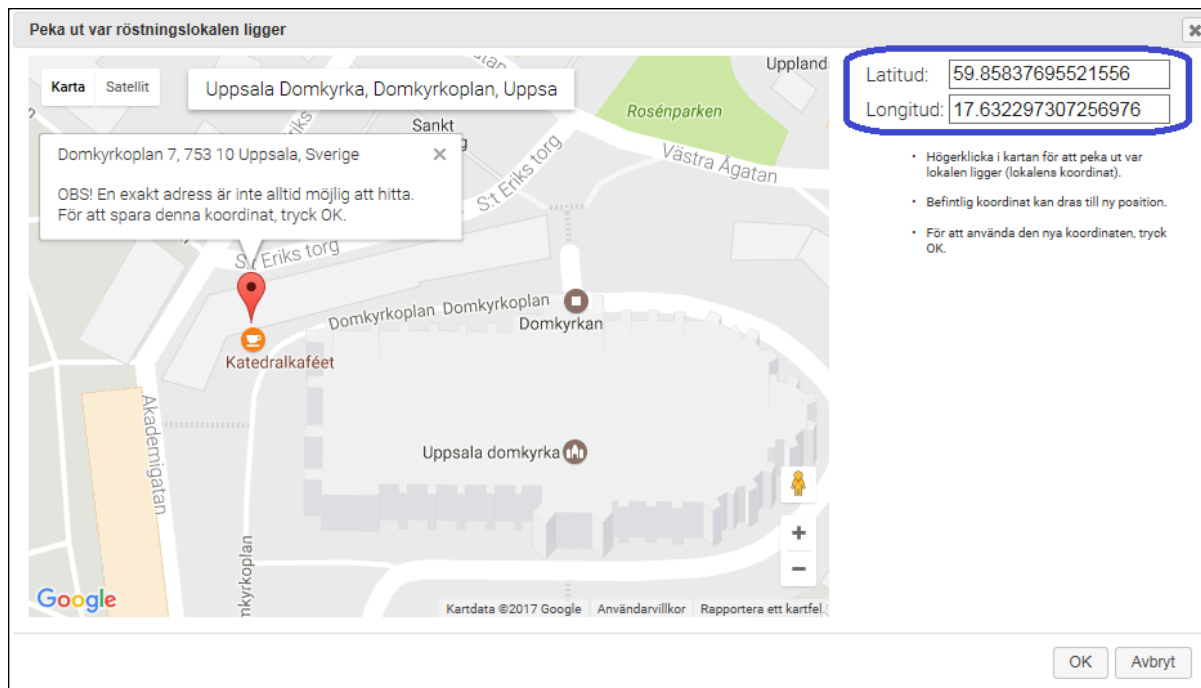 Peka ut var röstningslokalen ligger
Karta Satellit
Uppsala Domkyrka, Domkyrkoplan, Uppsa
Domkyrkoplan 7, 753 10 Uppsala, Sverige
OBS! En exakt adress är inte alltid möjlig att hitta.
För att spara denna koordinat, tryck OK.
Sankt
Rosénparken
Uppland
Västra Ågatan
S:t Eriks torg
S:t Eriks torg
Domkyrkoplan Domkyrkoplan
Domkyrkan
Katedralkaféet
Akademigatan
Uppsala domkyrka
mkyrkoplan
Google
Kartdata ©2017 Google Användarvillkor Rapportera ett kartfel
Latitud: 59.85837695521556
Longitud: 17.632297307256976
• Högerklicka i kartan för att peka ut var
lokalen ligger (lokalens koordinat).
• Befintlig koordinat kan dras till ny position.
• För att använda den nya koordinaten, tryck
OK.
OK Avbryt